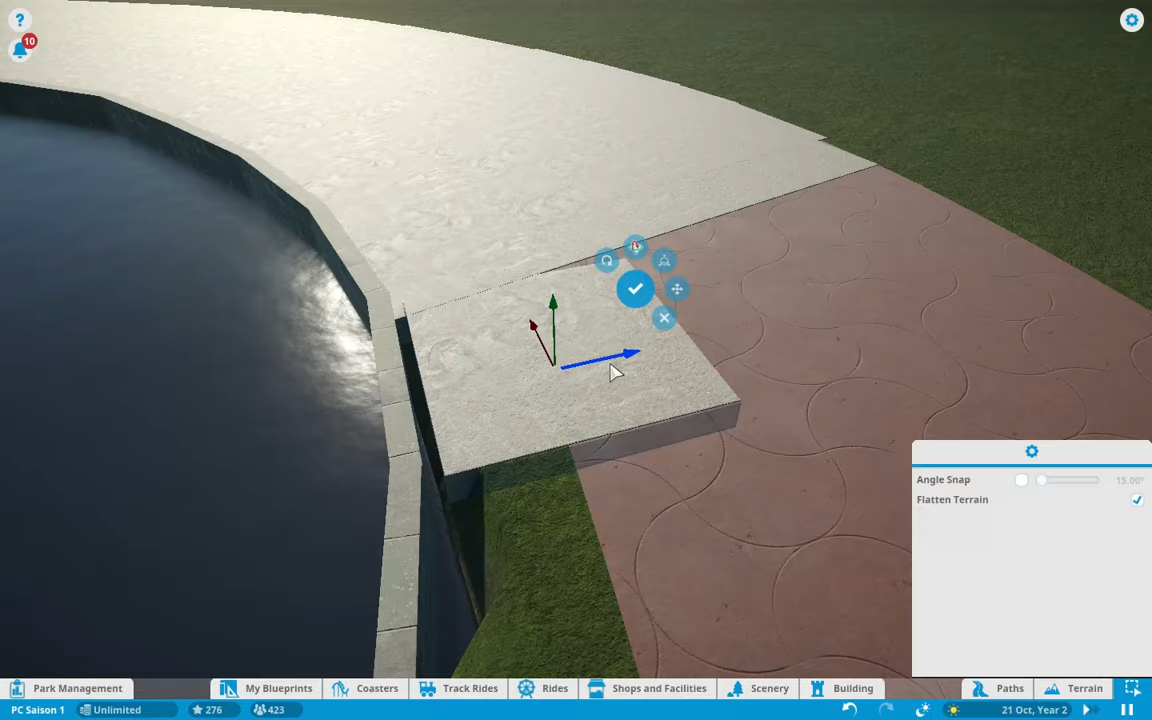 ?
10
Angle Snap 15.00°
Flatten Terrain
Park Management
My Blueprints
Coasters
Track Rides
Rides
Shops and Facilities
Scenery
Building
Paths
Terrain
PC Saison 1
Unlimited
276
423
21 Oct, Year 2